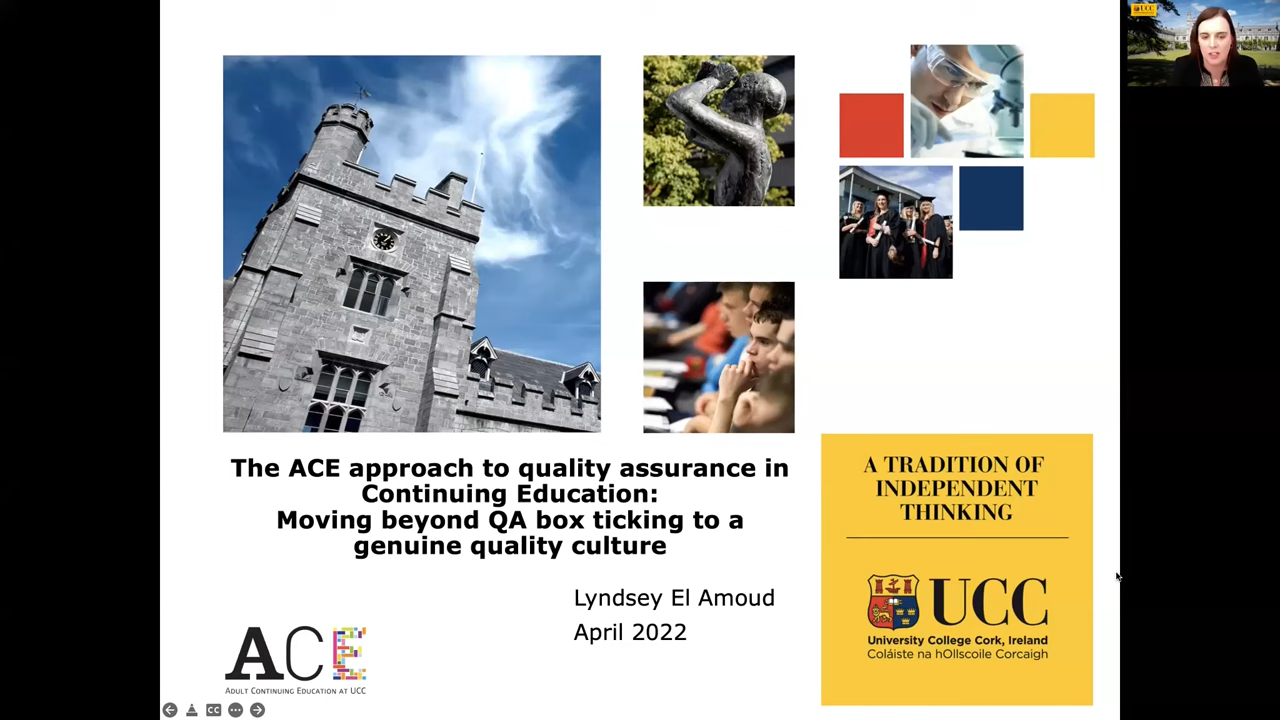 UCC
The ACE approach to quality assurance in
Continuing Education:
Moving beyond QA box ticking to a
genuine quality culture
Lyndsey El Amoud
April 2022
ACE
ADULT CONTINUING EDUCATION AT UCC
A TRADITION OF
INDEPENDENT
THINKING
UCC
University College Cork, Ireland
Coláiste na hOllscoile Corcaigh
CC